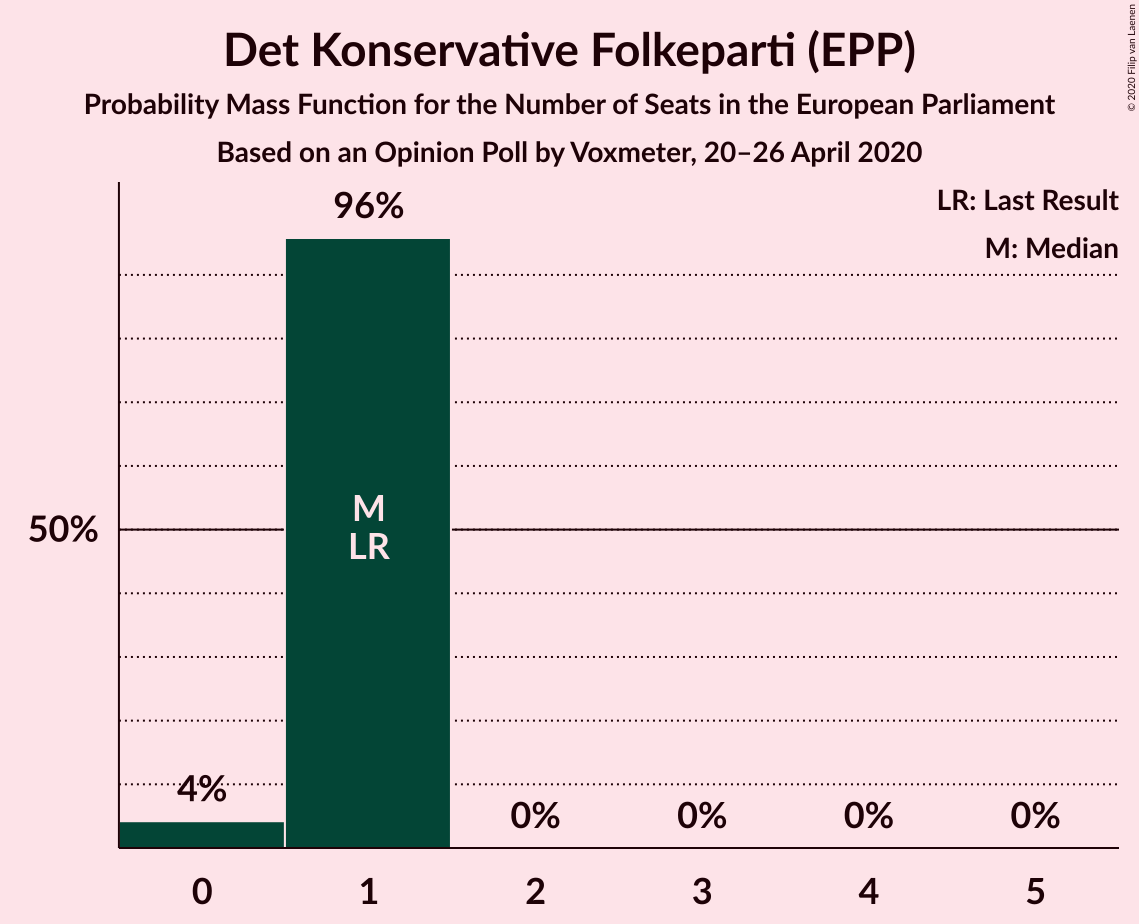 Det Konservative Folkeparti (EPP)
Probability Mass Function for the Number of Seats in the European Parliament
Based on an Opinion Poll by Voxmeter, 20–26 April 2020
© 2020 Filip van Laenen
LR: Last Result
M: Median
96%
M
LR
50%
4%
0%
0%
0%
0%
0
1
2
3
4
5